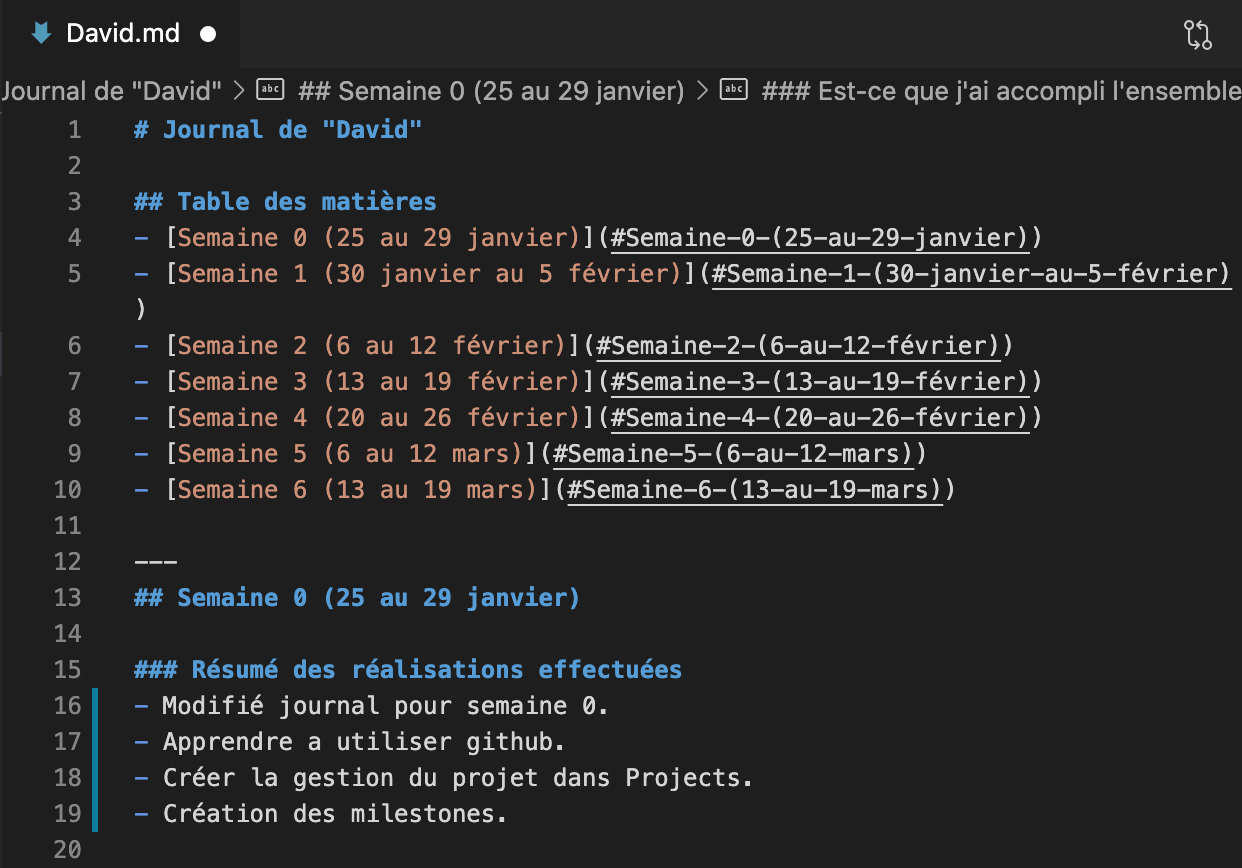 David.md
Journal de "David" > ## Semaine 0 (25 au 29 janvier) > ### Est-ce que j'ai accompli l'ensemble
1 # Journal de "David"
2
3 ## Table des matières
4 - [Semaine 0 (25 au 29 janvier)](#Semaine-0-(25-au-29-janvier))
5 - [Semaine 1 (30 janvier au 5 février)](#Semaine-1-(30-janvier-au-5-février)
)
6 - [Semaine 2 (6 au 12 février)](#Semaine-2-(6-au-12-février))
7 - [Semaine 3 (13 au 19 février)](#Semaine-3-(13-au-19-février))
8 - [Semaine 4 (20 au 26 février)](#Semaine-4-(20-au-26-février))
9 - [Semaine 5 (6 au 12 mars)](#Semaine-5-(6-au-12-mars))
10 - [Semaine 6 (13 au 19 mars)](#Semaine-6-(13-au-19-mars))
11
12 ---
13 ## Semaine 0 (25 au 29 janvier)
14
15 ### Résumé des réalisations effectuées
16 - Modifié journal pour semaine 0.
17 - Apprendre a utiliser github.
18 - Créer la gestion du projet dans Projects.
19 - Création des milestones.
20